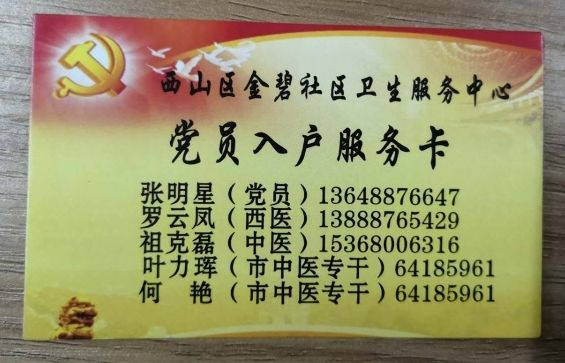 西山区金碧社区卫生服务中心
党员入户服务卡
张明星（党员）13648876647
罗云凤（西医）13888765429
祖克磊（中医）15368006316
叶力珲（市中医专干）64185961
何　艳（市中医专干）64185961